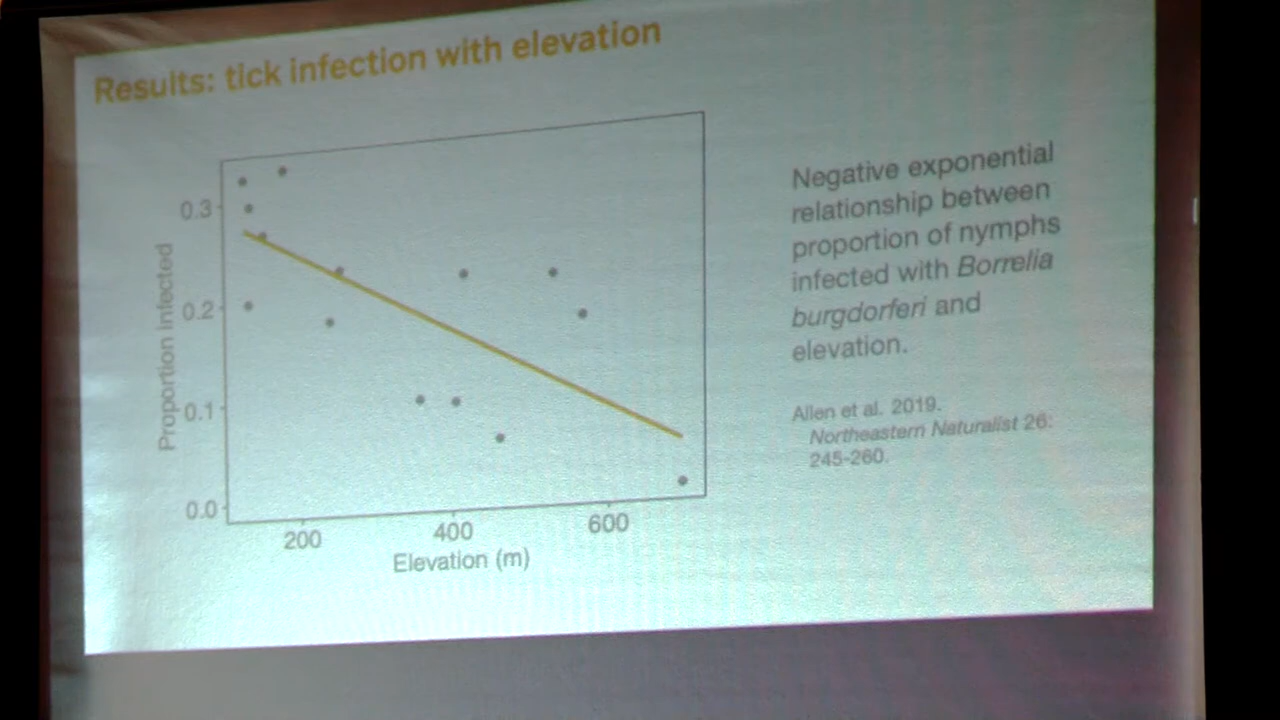 Results: tick infection with elevation
0.3
0.2
0.1
0.0
Proportion infected
200 400 600
Elevation (m)
Negative exponential
relationship between
proportion of nymphs
infected with Borrelia
burgdorferi and
elevation.
Allen et al. 2019.
Northeastern Naturalist 26:
245-260.